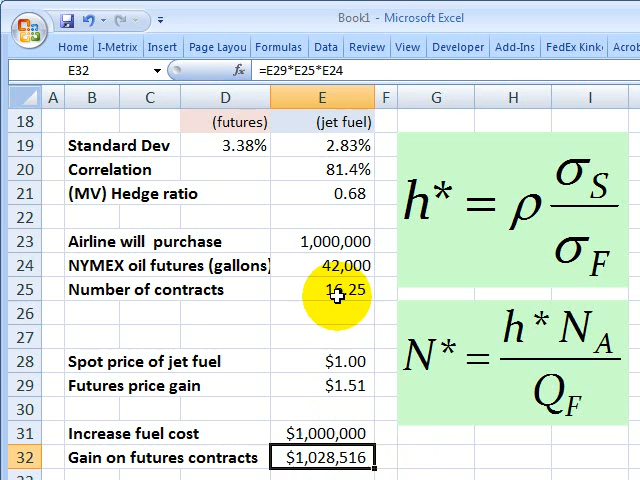 Book1 - Microsoft Excel
Home I-Metrix Insert Page Layou Formulas Data Review View Developer Add-Ins FedEx Kink Acrob
E32 fx =E29*E25*E24
A B C D E F G H I
18 (futures) (jet fuel)
19 Standard Dev 3.38% 2.83%
20 Correlation 81.4%
21 (MV) Hedge ratio 0.68
22
23 Airline will purchase 1,000,000
24 NYMEX oil futures (gallons) 42,000
25 Number of contracts 16.25
26
27
28 Spot price of jet fuel $1.00
29 Futures price gain $1.51
30
31 Increase fuel cost $1,000,000
32 Gain on futures contracts $1,028,516
h* = ρ σS / σF
N* = h* NA / QF